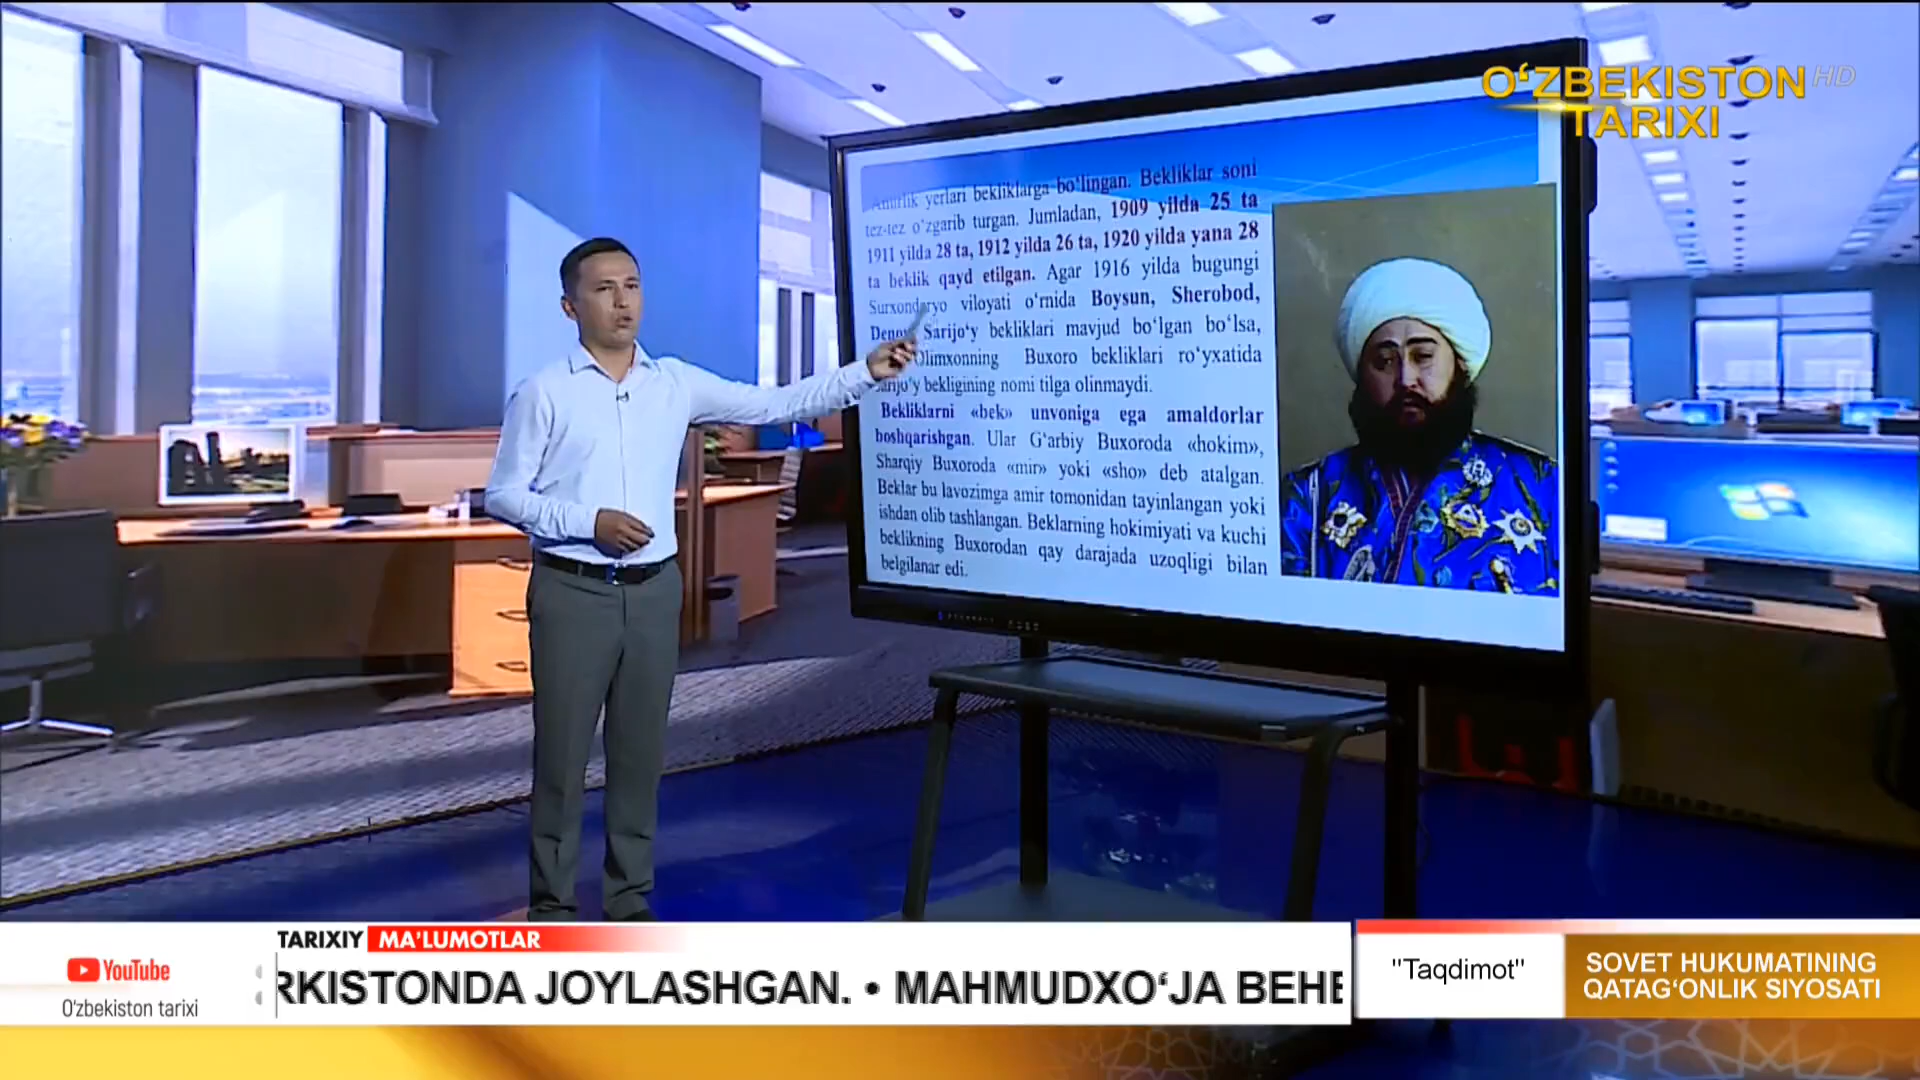 O‘ZBEKISTON HD
TARIXI
Amirlik yerlari bekliklarga bo‘lingan. Bekliklar soni
tez-tez o‘zgarib turgan. Jumladan, 1909 yilda 25 ta
1911 yilda 28 ta, 1912 yilda 26 ta, 1920 yilda yana 28
ta beklik qayd etilgan. Agar 1916 yilda bugungi
Surxondaryo viloyati o‘rnida Boysun, Sherobod,
Denov, Sarijo‘y bekliklari mavjud bo‘lgan bo‘lsa,
Olimxonning Buxoro bekliklari ro‘yxatida
Sarijo‘y bekligining nomi tilga olinmaydi.
Bekliklarni «bek» unvoniga ega amaldorlar
boshqarishgan. Ular G‘arbiy Buxoroda «hokim»,
Sharqiy Buxoroda «mir» yoki «sho» deb atalgan.
Beklar bu lavozimga amir tomonidan tayinlangan yoki
ishdan olib tashlangan. Beklarning hokimiyati va kuchi
beklikning Buxorodan qay darajada uzoqligi bilan
belgilanar edi.
TARIXIY MA’LUMOTLAR
YouTube
O‘zbekiston tarixi
RKISTONDA JOYLASHGAN. • MAHMUDXO‘JA BEHB
"Taqdimot"
SOVET HUKUMATINING
QATAG‘ONLIK SIYOSATI